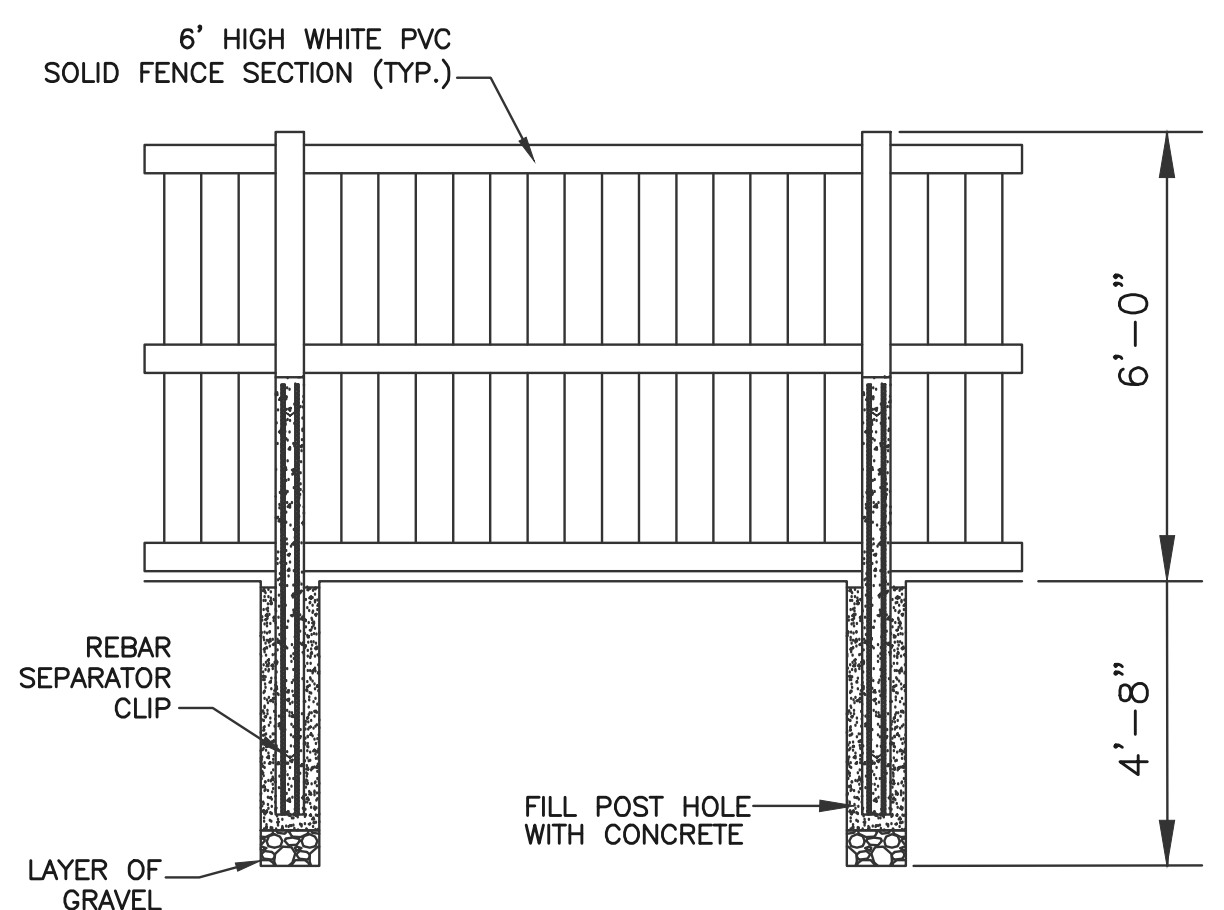 6' HIGH WHITE PVC
SOLID FENCE SECTION (TYP.)
6'-0"
REBAR
SEPARATOR
CLIP
4'-8"
FILL POST HOLE
WITH CONCRETE
LAYER OF
GRAVEL